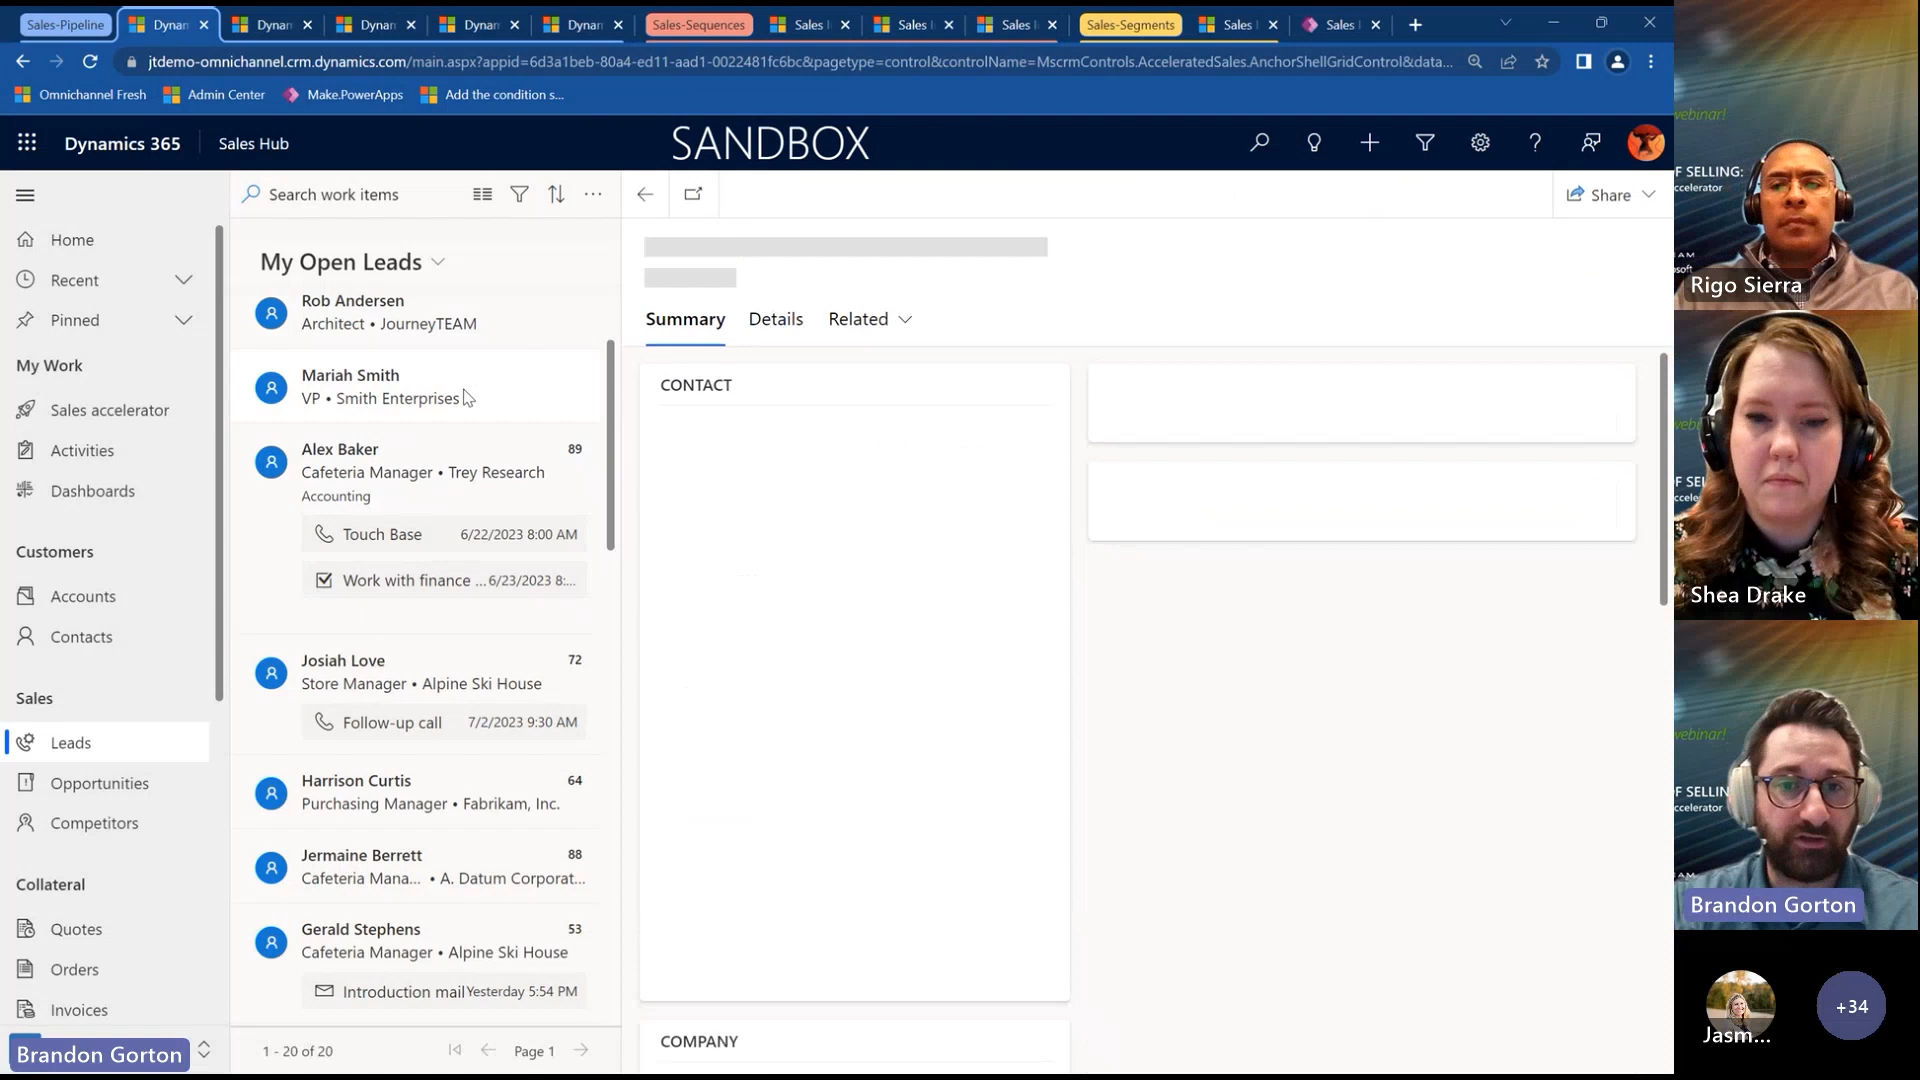 Sales-Pipeline
Dynan
Dynan
Dynan
Dynan
Dynan
Sales-Sequences
Sales I
Sales I
Sales I
Sales-Segments
Sales I
Sales I
jtdemo-omnichannel.crm.dynamics.com/main.aspx?appid=6d3a1beb-80a4-ed11-aad1-0022481fc6bc&pagetype=control&controlName=MscrmControls.AcceleratedSales.AnchorShellGridControl&data...
Omnichannel Fresh
Admin Center
Make.PowerApps
Add the condition s...
Dynamics 365
Sales Hub
SANDBOX
Search work items
Share
Home
Recent
Pinned
My Work
Sales accelerator
Activities
Dashboards
Customers
Accounts
Contacts
Sales
Leads
Opportunities
Competitors
Collateral
Quotes
Orders
Invoices
Brandon Gorton
My Open Leads
Rob Andersen
Architect • JourneyTEAM
Mariah Smith
VP • Smith Enterprises
Alex Baker 89
Cafeteria Manager • Trey Research
Accounting
Touch Base 6/22/2023 8:00 AM
Work with finance ... 6/23/2023 8:...
Josiah Love 72
Store Manager • Alpine Ski House
Follow-up call 7/2/2023 9:30 AM
Harrison Curtis 64
Purchasing Manager • Fabrikam, Inc.
Jermaine Berrett 88
Cafeteria Mana... • A. Datum Corporat...
Gerald Stephens 53
Cafeteria Manager • Alpine Ski House
Introduction mail Yesterday 5:54 PM
1 - 20 of 20
Page 1
Summary
Details
Related
CONTACT
COMPANY
webinar!
F SELLING:
ccelerator
Rigo Sierra
Shea Drake
webinar!
OF SELLIN
ccelerator
Brandon Gorton
Jasm...
+34